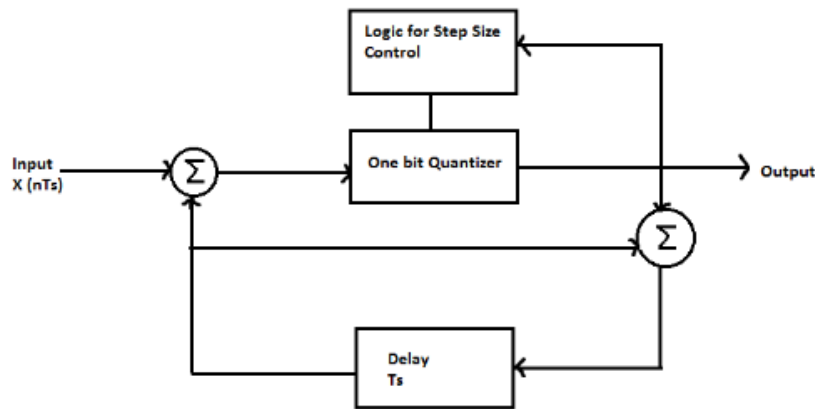 Logic for Step Size
Control
Input
X (nTs)
Σ
One bit Quantizer
Output
Σ
Delay
Ts